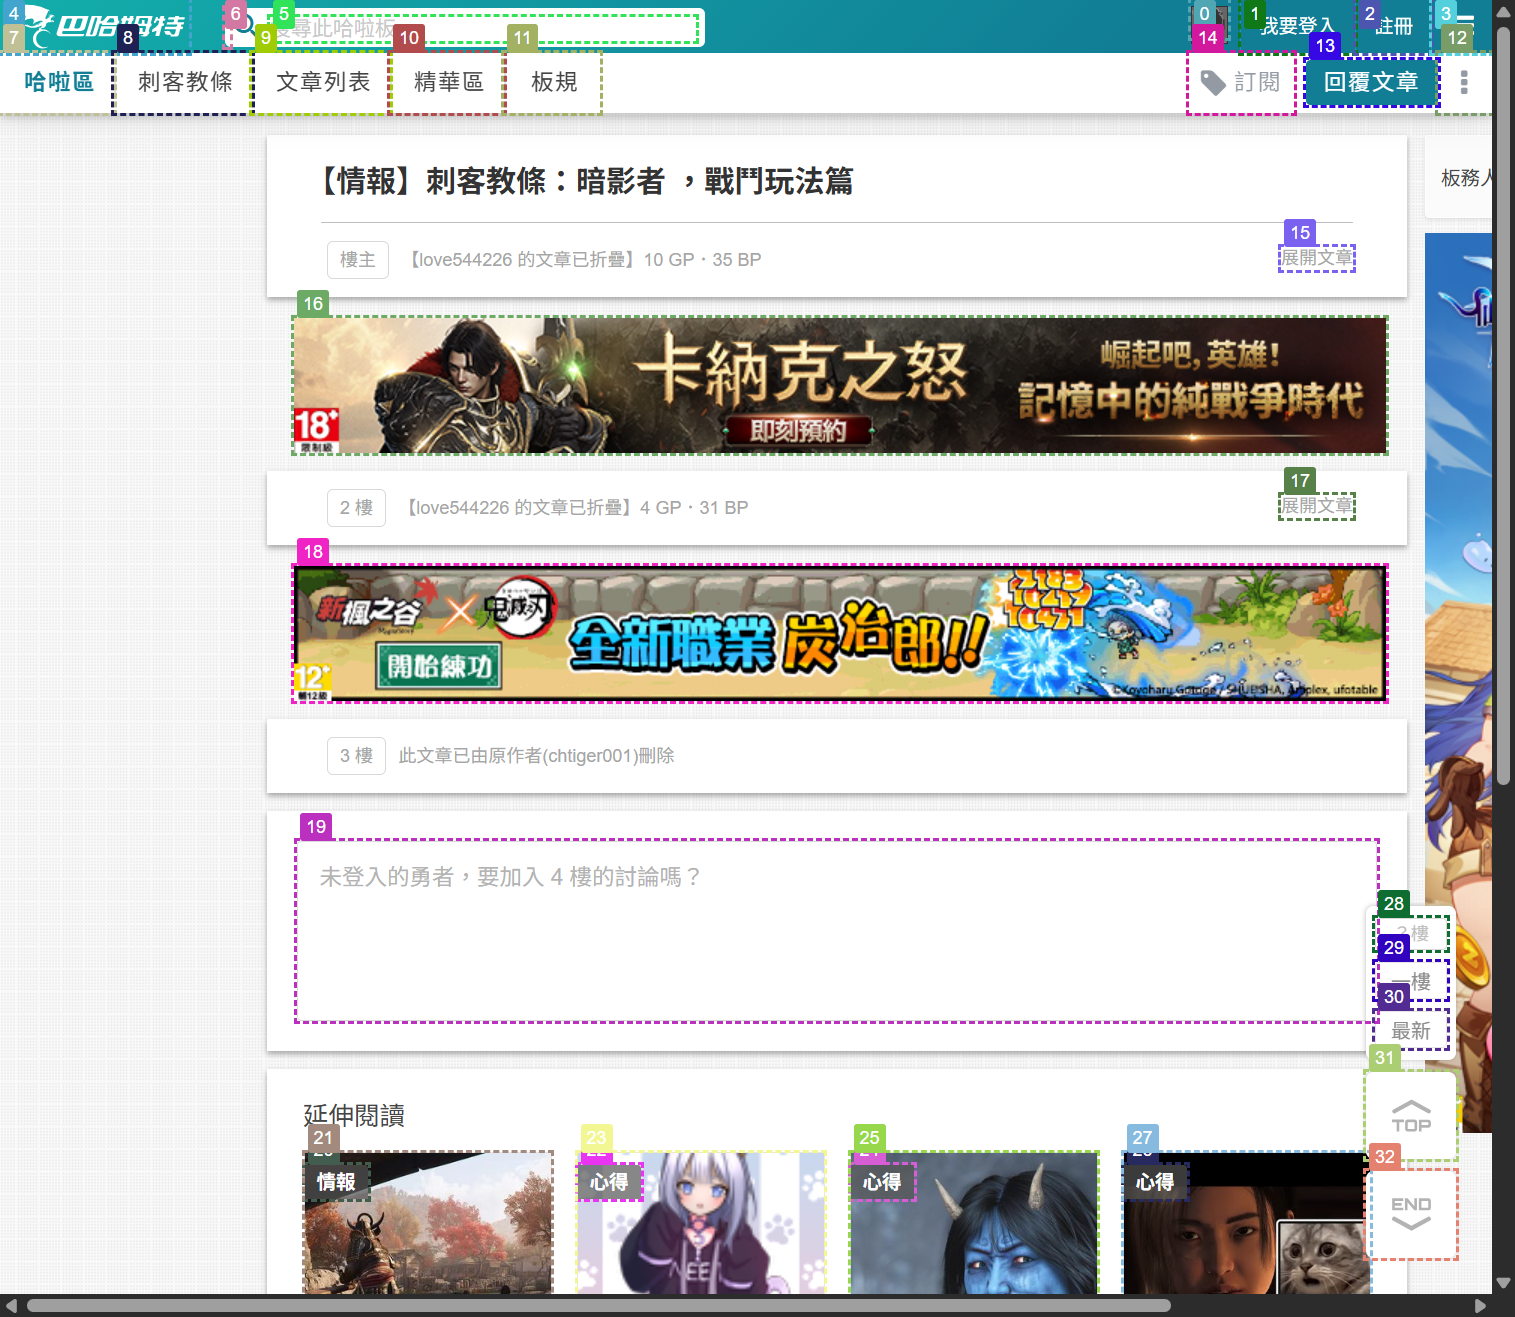 4
6
5
搜尋此哈啦板
巴哈姆特
0
1
我要登入
2
註冊
3
7
8
9
10
11
14
13
12
哈啦區
刺客教條
文章列表
精華區
板規
訂閱
回覆文章
【情報】刺客教條：暗影者 ，戰鬥玩法篇
板務人
15
樓主
【love544226 的文章已折疊】10 GP．35 BP
展開文章
16
卡納克之怒
即刻預約
崛起吧, 英雄!
記憶中的純戰爭時代
18+
限制級
17
2 樓
【love544226 的文章已折疊】4 GP．31 BP
展開文章
18
新楓之谷
鬼滅之刃
開始練功
全新職業 炭治郎!!
12+
輔12級
©Koyoharu Gotouge / SHUEISHA, Aniplex, ufotable
3 樓
此文章已由原作者(chtiger001)刪除
19
未登入的勇者，要加入 4 樓的討論嗎？
28
29
一樓
30
最新
31
TOP
32
END
延伸閱讀
21
23
25
27
情報
心得
心得
心得